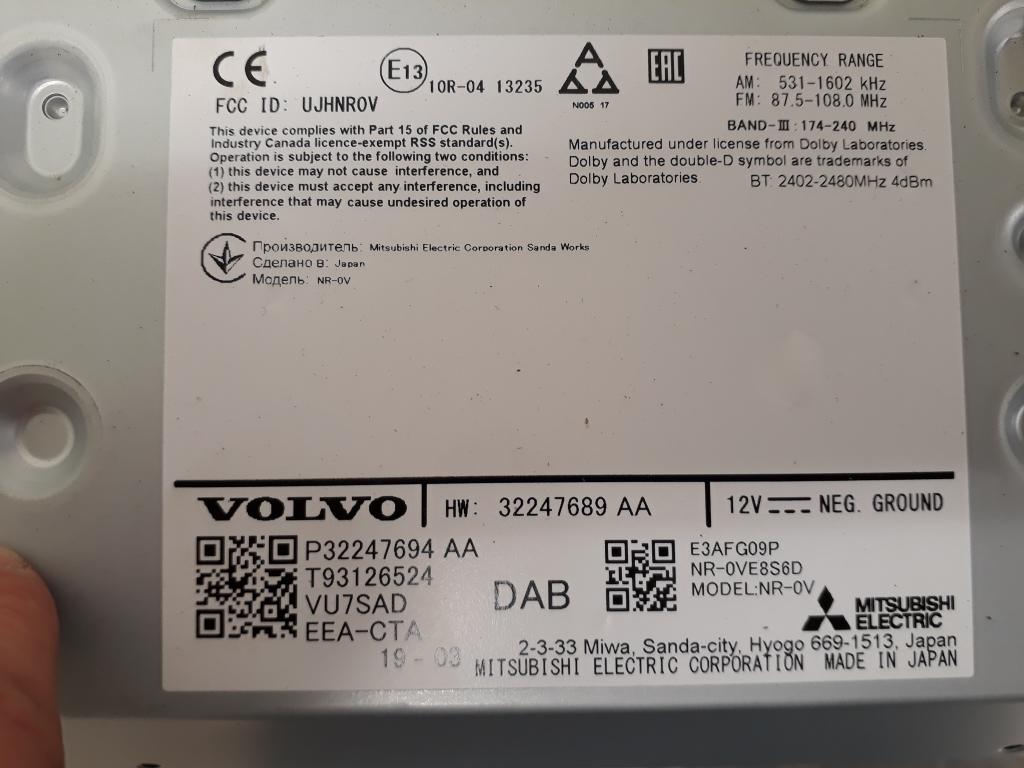 CE E13 10R-04 13235
FCC ID: UJHNROV
N005 17
EAC
FREQUENCY RANGE
AM: 531-1602 kHz
FM: 87.5-108.0 MHz
BAND-III: 174-240 MHz
This device complies with Part 15 of FCC Rules and
Industry Canada licence-exempt RSS standard(s).
Operation is subject to the following two conditions:
(1) this device may not cause interference, and
(2) this device must accept any interference, including
interference that may cause undesired operation of
this device.
Manufactured under license from Dolby Laboratories.
Dolby and the double-D symbol are trademarks of
Dolby Laboratories.
BT: 2402-2480MHz 4dBm
Производитель: Mitsubishi Electric Corporation Sanda Works
Сделано в: Japan
Модель: NR-0V
VOLVO HW: 32247689 AA 12V NEG. GROUND
P32247694 AA
T93126524
VU7SAD
EEA-CTA
19-03
DAB
E3AFG09P
NR-0VE8S6D
MODEL:NR-0V
MITSUBISHI
ELECTRIC
2-3-33 Miwa, Sanda-city, Hyogo 669-1513, Japan
MITSUBISHI ELECTRIC CORPORATION MADE IN JAPAN